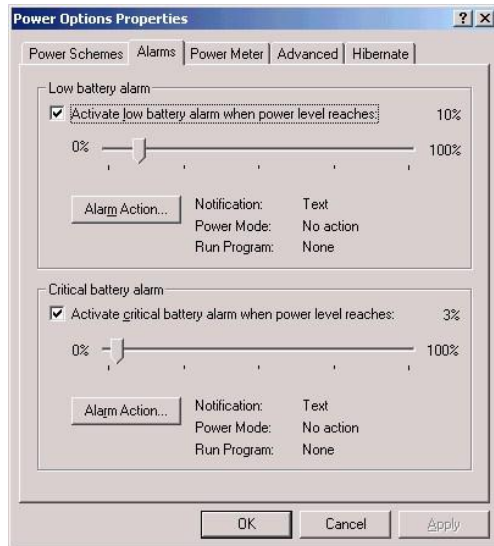 Power Options Properties
Power Schemes Alarms Power Meter Advanced Hibernate
Low battery alarm
Activate low battery alarm when power level reaches: 10%
0% 100%
Alarm Action... Notification: Text
Power Mode: No action
Run Program: None
Critical battery alarm
Activate critical battery alarm when power level reaches: 3%
0% 100%
Alarm Action... Notification: Text
Power Mode: No action
Run Program: None
OK Cancel Apply